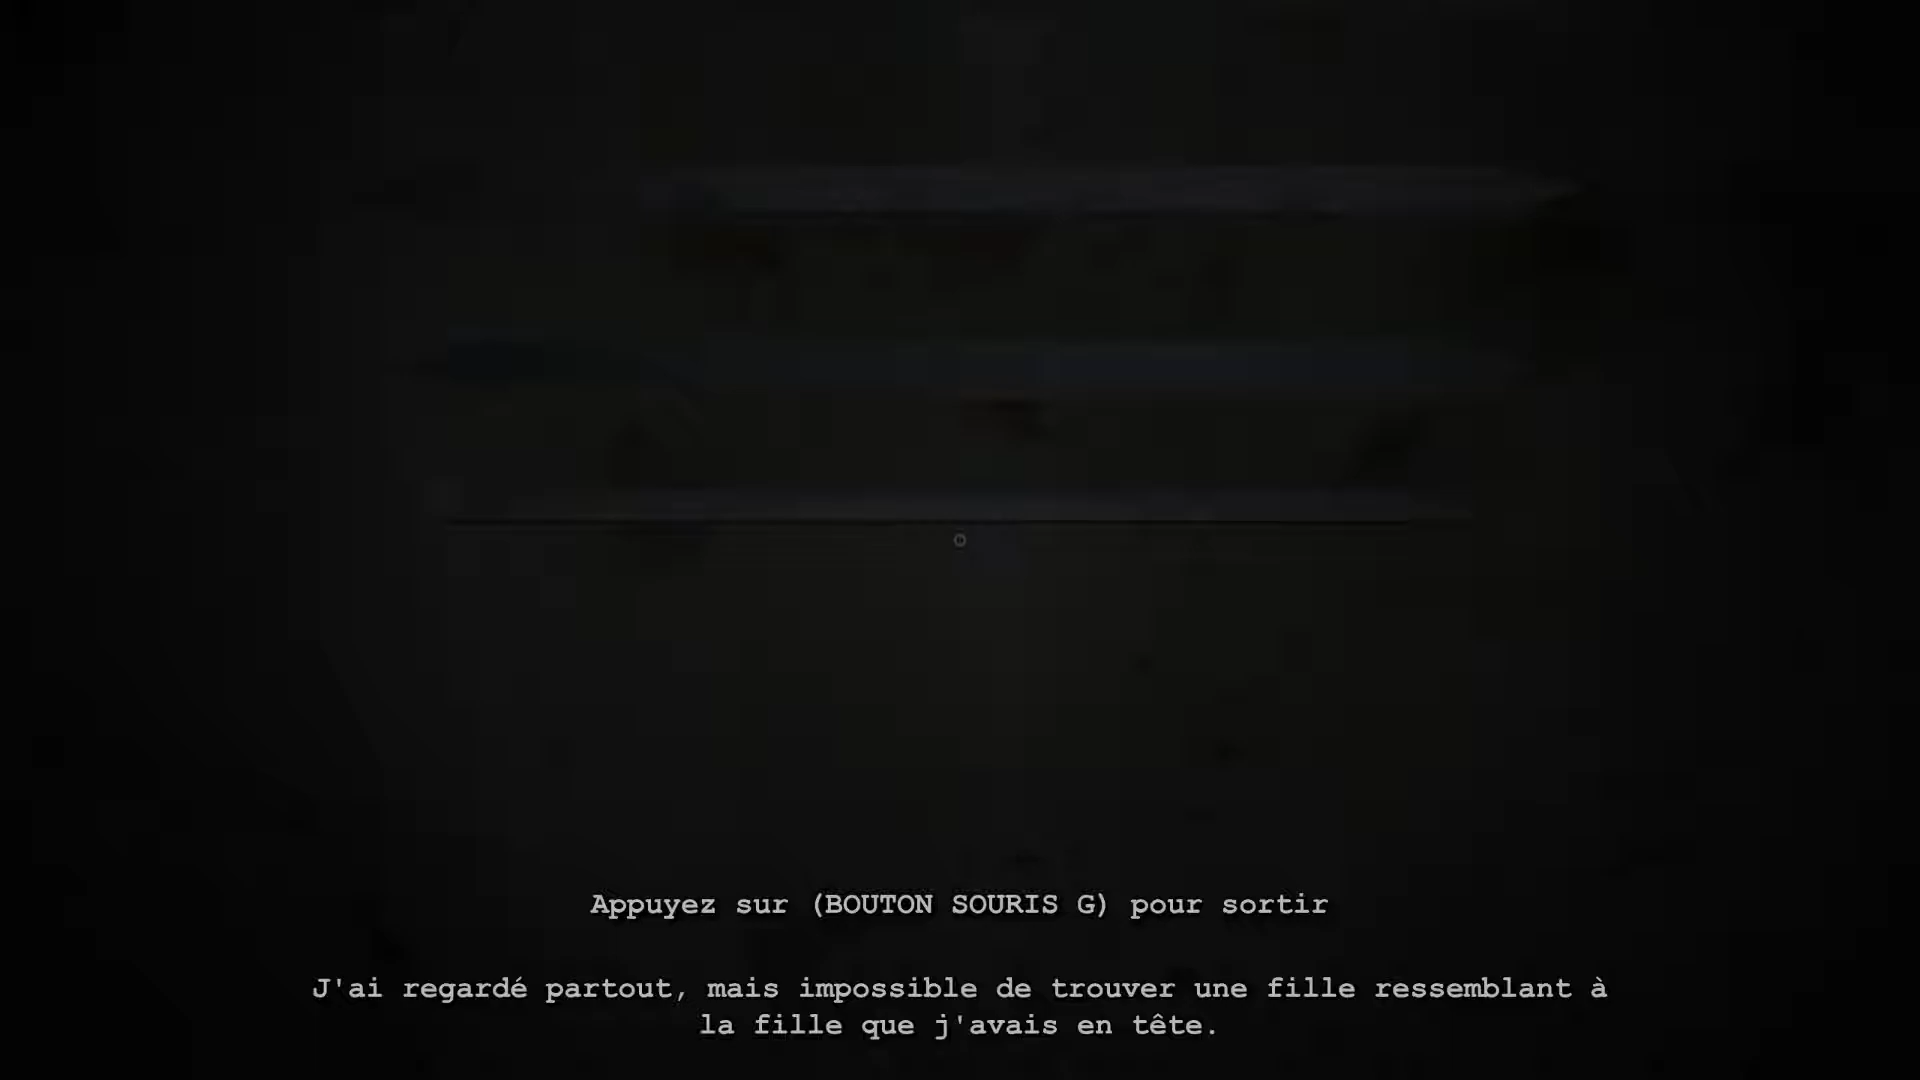 Appuyez sur (BOUTON SOURIS G) pour sortir
J'ai regardé partout, mais impossible de trouver une fille ressemblant à
la fille que j'avais en tête.